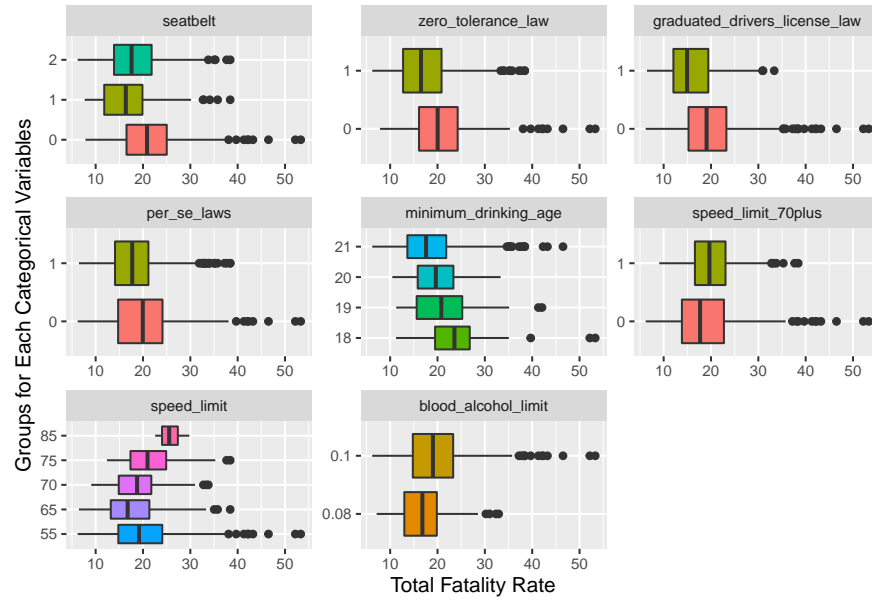 seatbelt
zero_tolerance_law
graduated_drivers_license_law
2
1
0
10 20 30 40 50
1
0
10 20 30 40 50
1
0
10 20 30 40 50
per_se_laws
minimum_drinking_age
speed_limit_70plus
1
0
10 20 30 40 50
21
20
19
18
10 20 30 40 50
1
0
10 20 30 40 50
speed_limit
blood_alcohol_limit
85
75
70
65
55
10 20 30 40 50
0.1
0.08
10 20 30 40 50
Groups for Each Categorical Variables
Total Fatality Rate